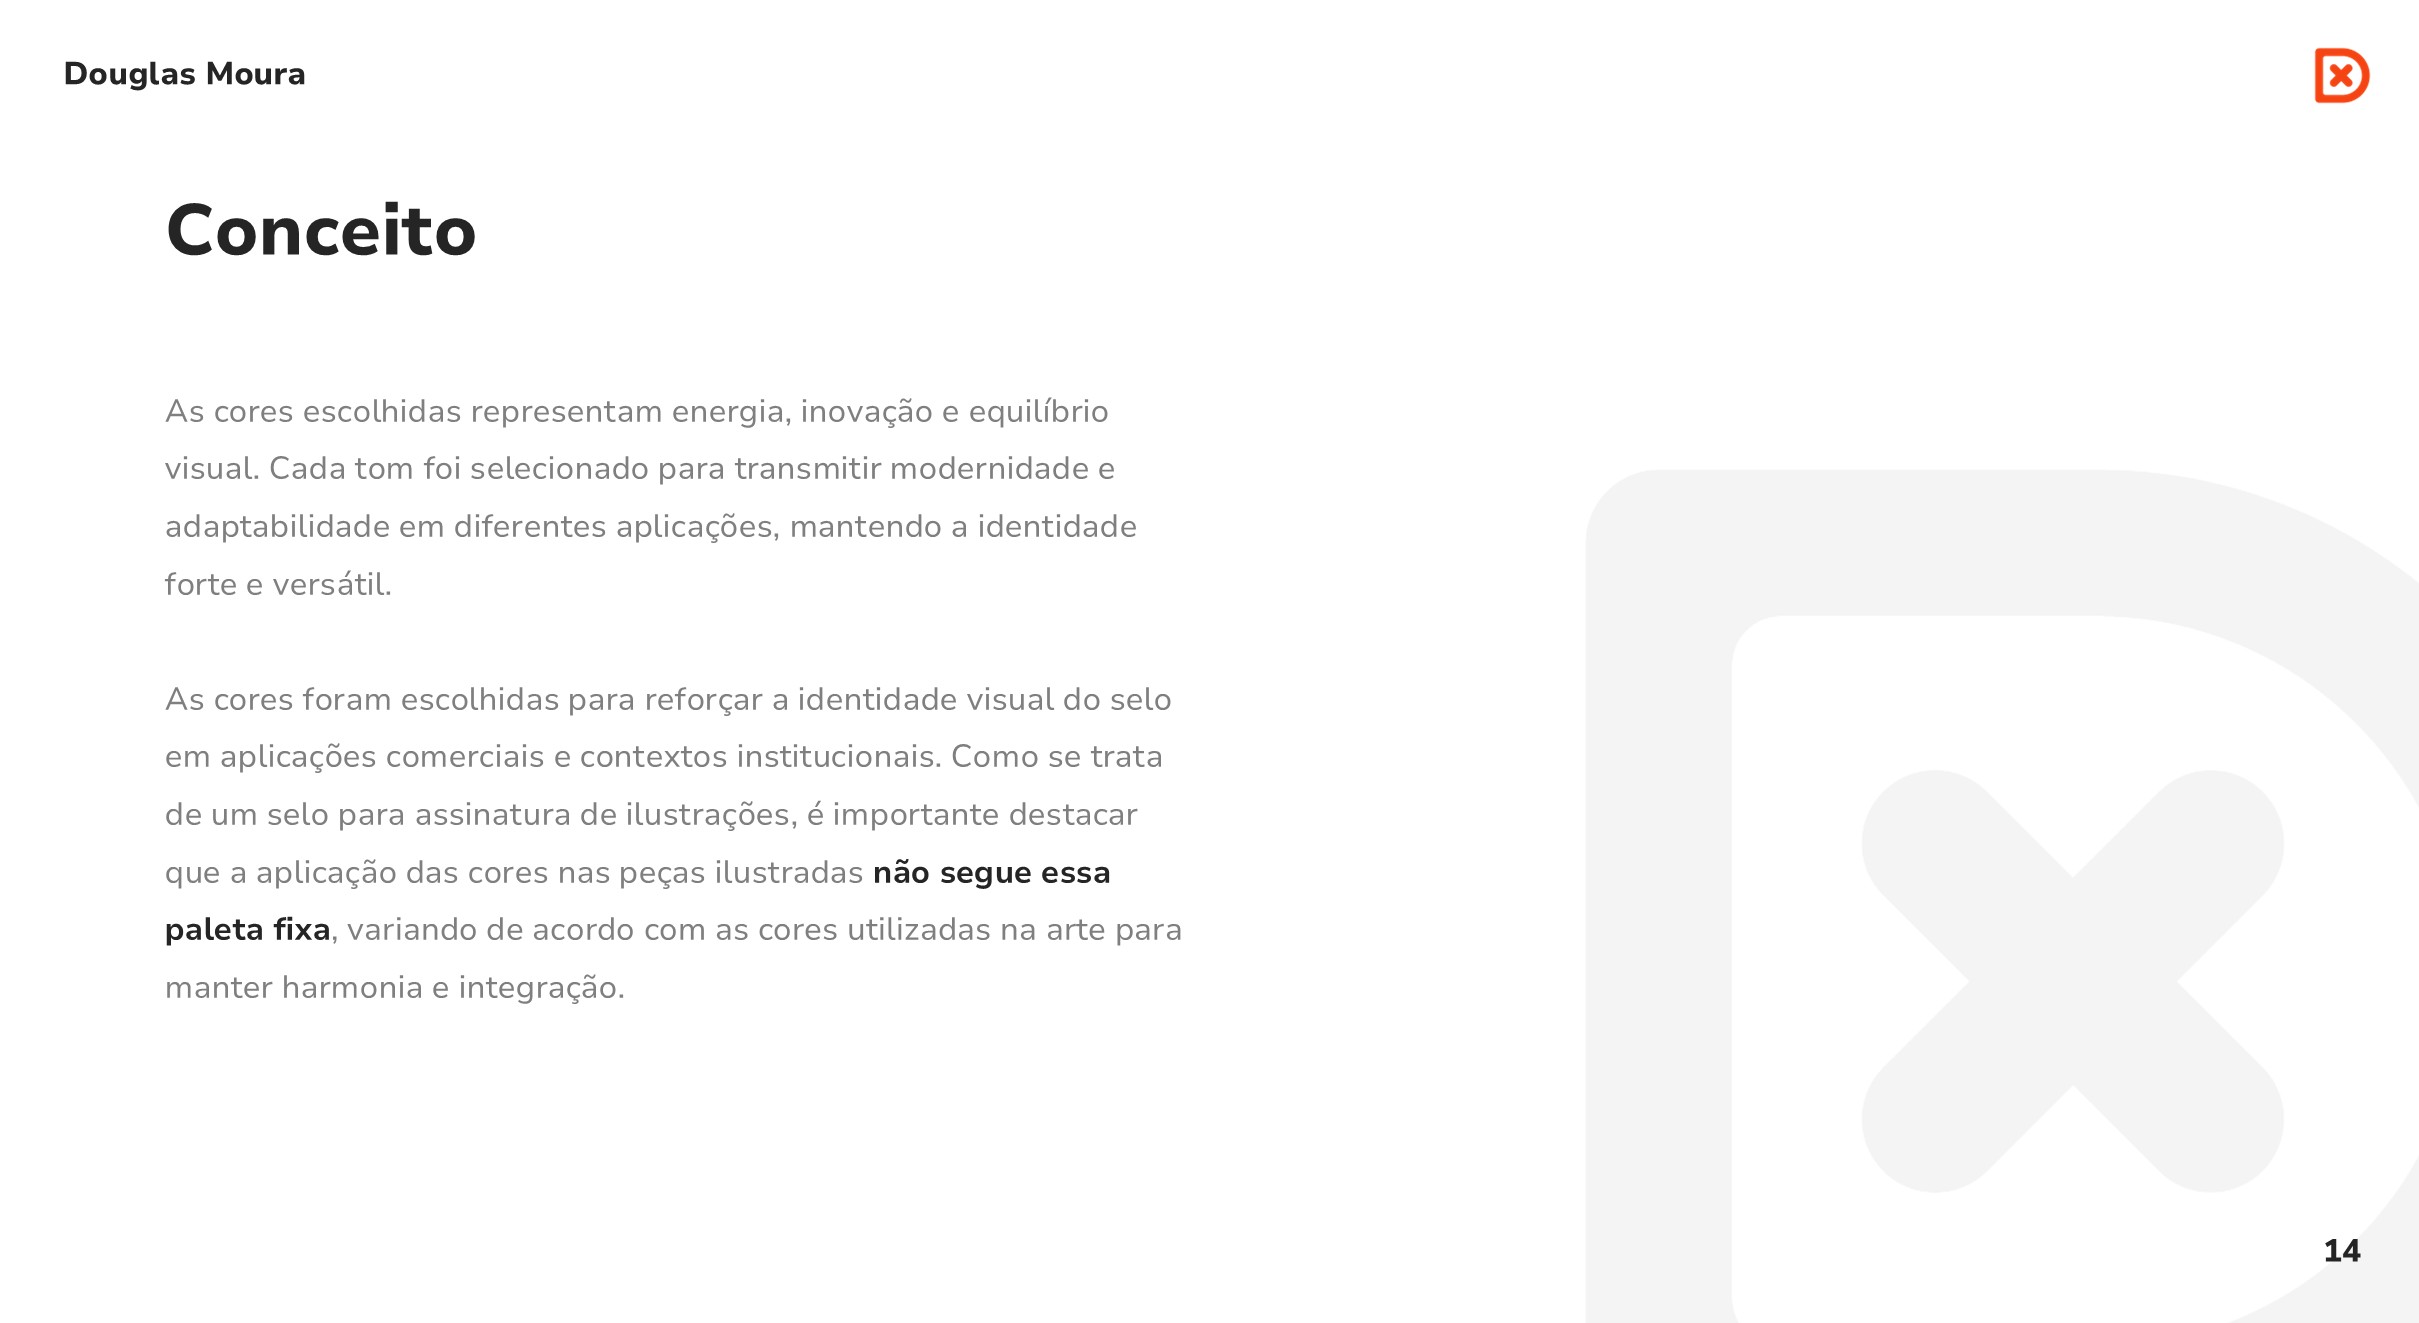 Douglas Moura
Conceito
As cores escolhidas representam energia, inovação e equilíbrio
visual. Cada tom foi selecionado para transmitir modernidade e
adaptabilidade em diferentes aplicações, mantendo a identidade
forte e versátil.
As cores foram escolhidas para reforçar a identidade visual do selo
em aplicações comerciais e contextos institucionais. Como se trata
de um selo para assinatura de ilustrações, é importante destacar
que a aplicação das cores nas peças ilustradas não segue essa
paleta fixa, variando de acordo com as cores utilizadas na arte para
manter harmonia e integração.
14